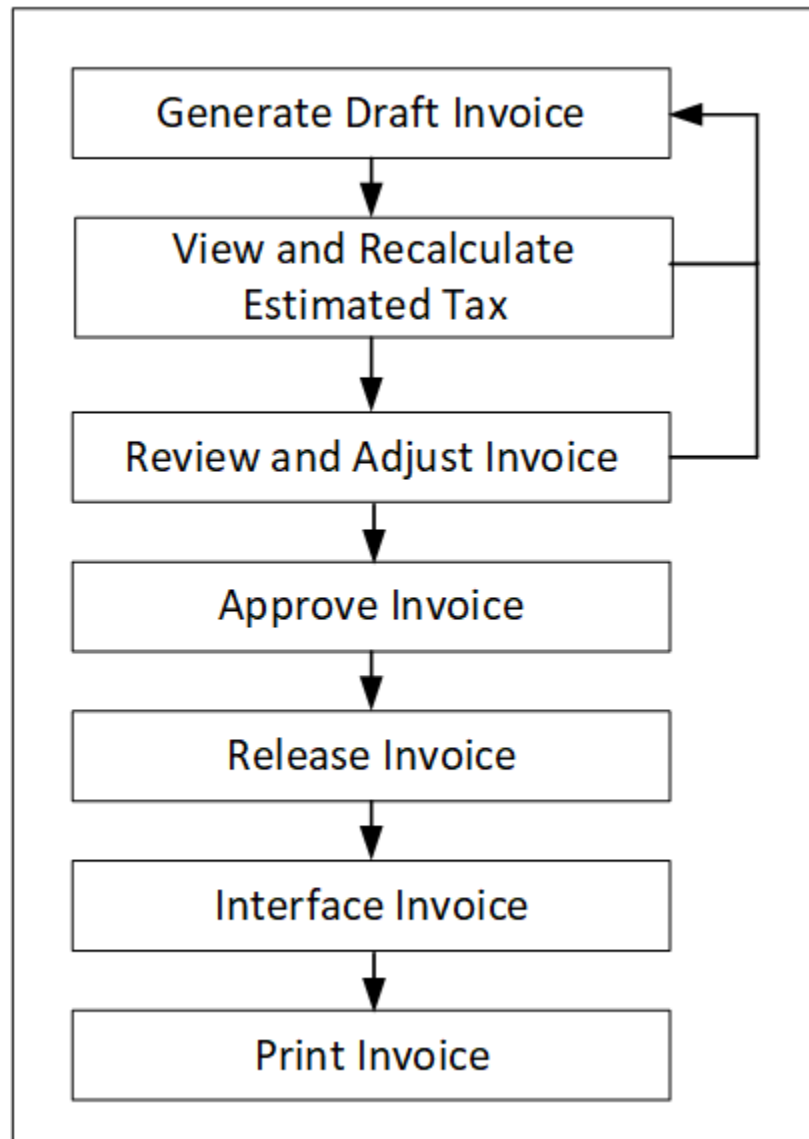 Generate Draft Invoice
View and Recalculate
Estimated Tax
Review and Adjust Invoice
Approve Invoice
Release Invoice
Interface Invoice
Print Invoice